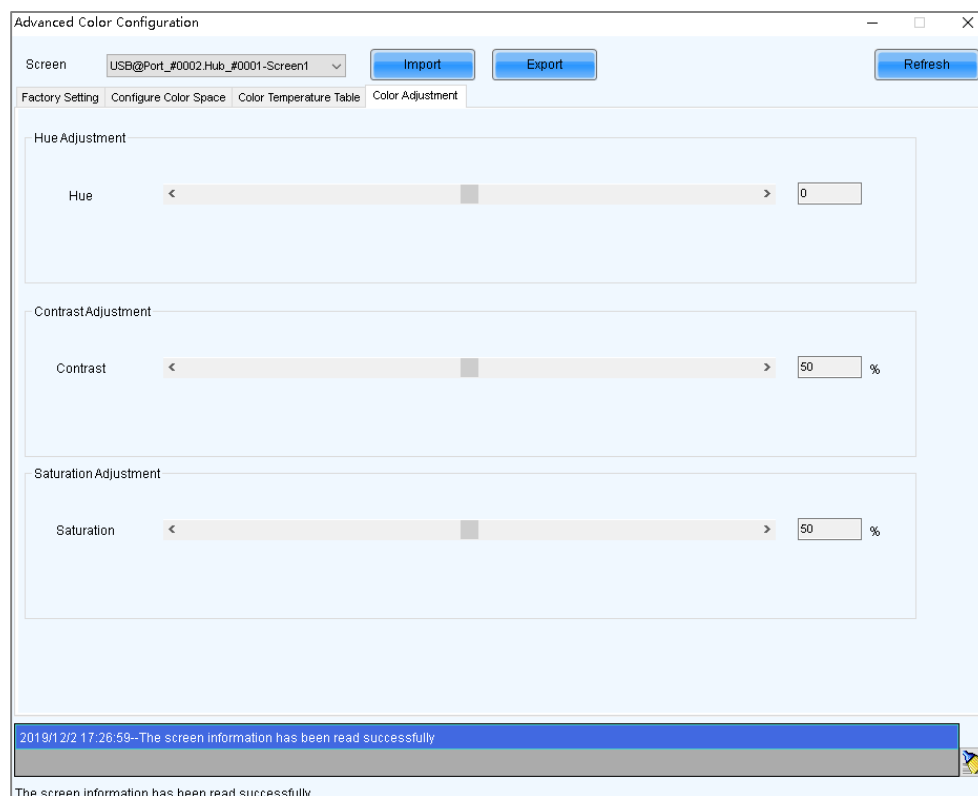 Advanced Color Configuration
Screen USB@Port_#0002.Hub_#0001-Screen1 Import Export Refresh
Factory Setting Configure Color Space Color Temperature Table Color Adjustment
Hue Adjustment
Hue 0
Contrast Adjustment
Contrast 50 %
Saturation Adjustment
Saturation 50 %
2019/12/2 17:26:59--The screen information has been read successfully
The screen information has been read successfully